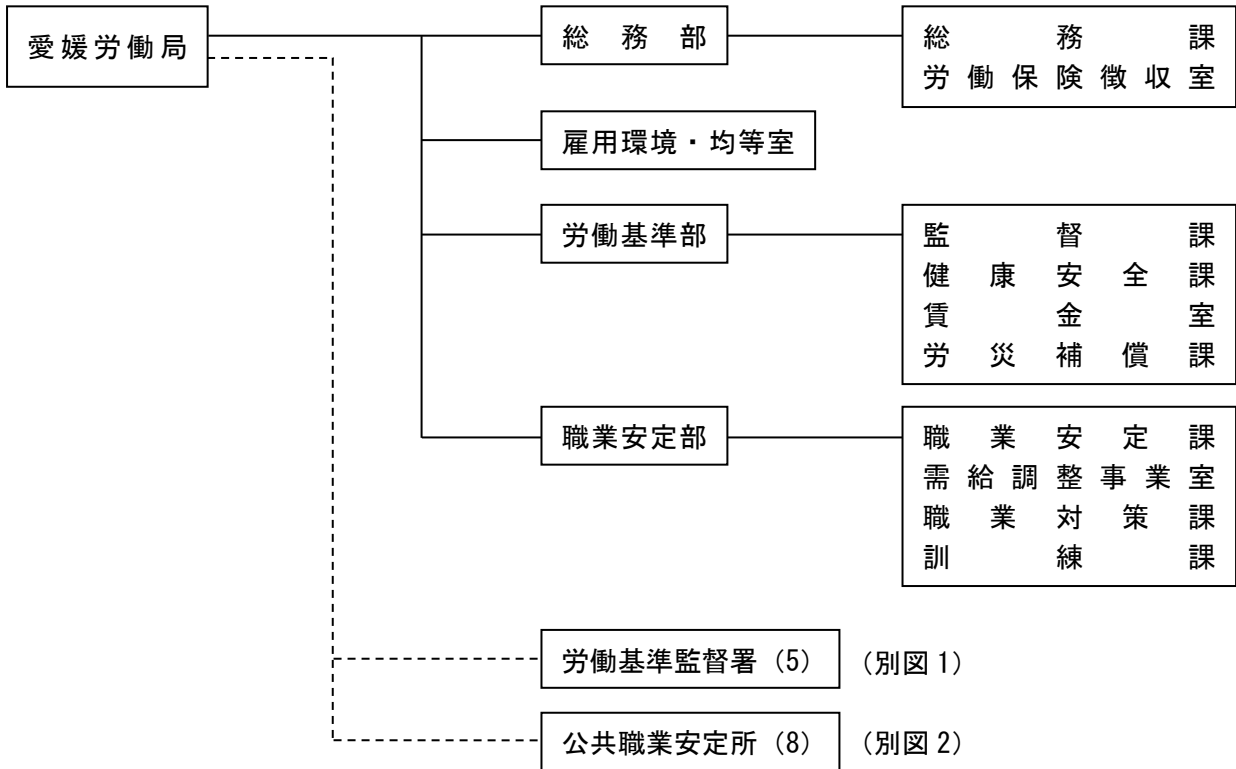 愛媛労働局
総務部
総務課
労働保険徴収室
雇用環境・均等室
労働基準部
監督課
健康安全課
賃金室
労災補償課
職業安定部
職業安定課
需給調整事業室
職業対策課
訓練課
労働基準監督署（5）（別図1）
公共職業安定所（8）（別図2）